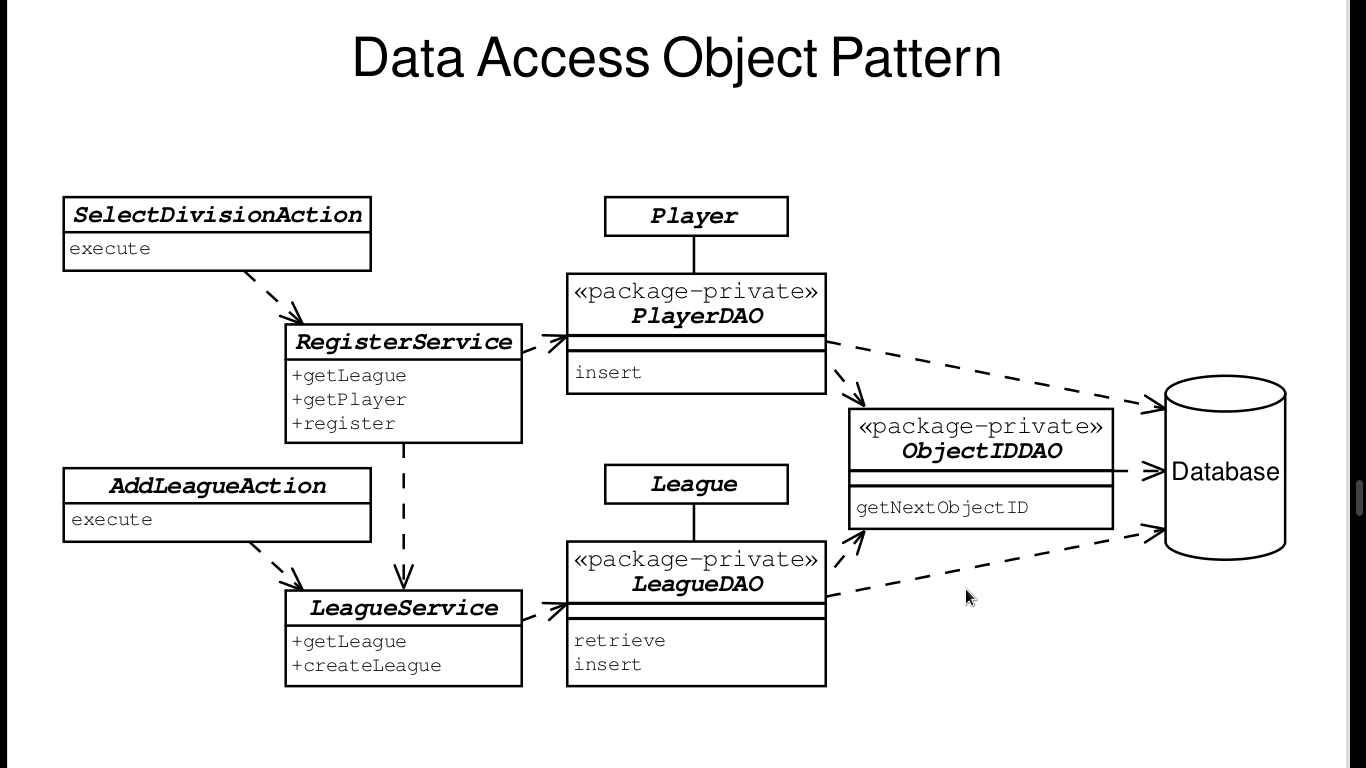 Data Access Object Pattern
SelectDivisionAction
execute
Player
«package-private»
PlayerDAO
insert
RegisterService
+getLeague
+getPlayer
+register
«package-private»
ObjectIDDAO
getNextObjectID
Database
AddLeagueAction
execute
League
«package-private»
LeagueDAO
retrieve
insert
LeagueService
+getLeague
+createLeague